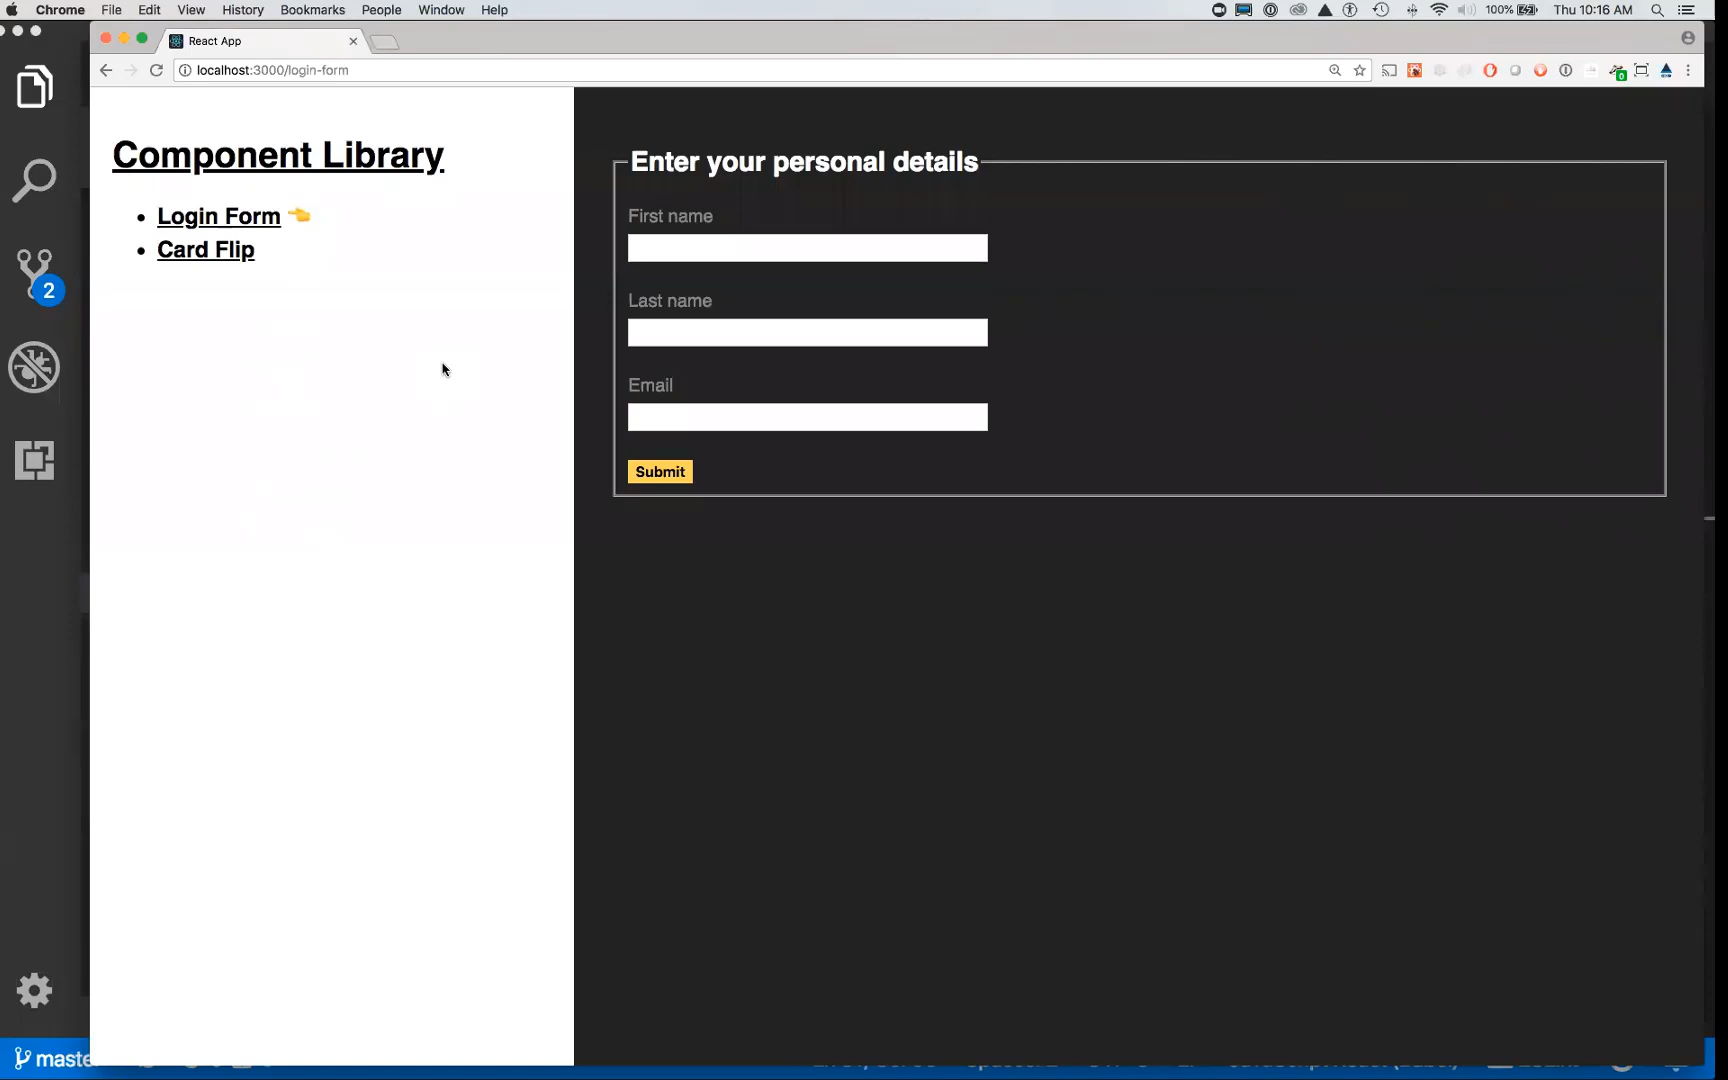 Chrome File Edit View History Bookmarks People Window Help 100% Thu 10:16 AM
React App
localhost:3000/login-form
Component Library
Login Form
Card Flip
Enter your personal details
First name
Last name
Email
Submit
2
0